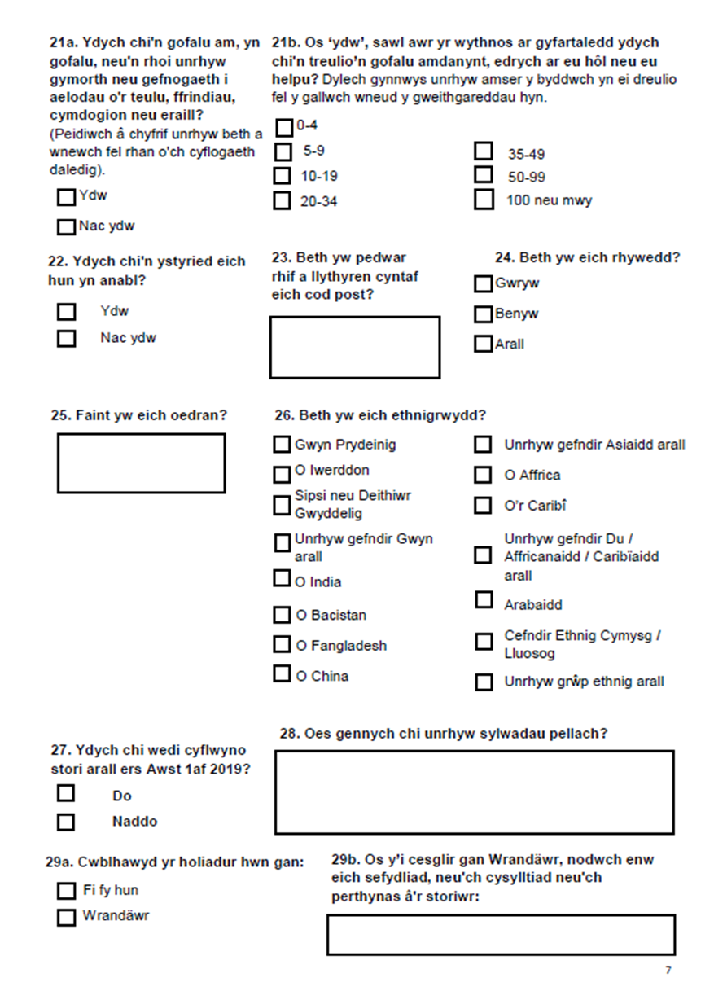 21a. Ydych chi'n gofalu am, yn
gofalu, neu'n rhoi unrhyw
gymorth neu gefnogaeth i
aelodau o'r teulu, ffrindiau,
cymdogion neu eraill?
(Peidiwch â chyfrif unrhyw beth a
wnewch fel rhan o'ch cyflogaeth
daledig).
Ydw
Nac ydw
21b. Os ‘ydw’, sawl awr yr wythnos ar gyfartaledd ydych
chi'n treulio’n gofalu amdanynt, edrych ar eu hôl neu eu
helpu? Dylech gynnwys unrhyw amser y byddwch yn ei dreulio
fel y gallwch wneud y gweithgareddau hyn.
0-4
5-9
10-19
20-34
35-49
50-99
100 neu mwy
22. Ydych chi'n ystyried eich
hun yn anabl?
Ydw
Nac ydw
23. Beth yw pedwar
rhif a llythyren cyntaf
eich cod post?
24. Beth yw eich rhywedd?
Gwryw
Benyw
Arall
25. Faint yw eich oedran?
26. Beth yw eich ethnigrwydd?
Gwyn Prydeinig
O Iwerddon
Sipsi neu Deithiwr
Gwyddelig
Unrhyw gefndir Gwyn
arall
O India
O Bacistan
O Fangladesh
O China
Unrhyw gefndir Asiaidd arall
O Affrica
O’r Caribî
Unrhyw gefndir Du /
Affricanaidd / Caribïaidd
arall
Arabaidd
Cefndir Ethnig Cymysg /
Lluosog
Unrhyw grŵp ethnig arall
27. Ydych chi wedi cyflwyno
stori arall ers Awst 1af 2019?
Do
Naddo
28. Oes gennych chi unrhyw sylwadau pellach?
29a. Cwblhawyd yr holiadur hwn gan:
Fi fy hun
Wrandäwr
29b. Os y’i cesglir gan Wrandäwr, nodwch enw
eich sefydliad, neu'ch cysylltiad neu'ch
perthynas â'r storiwr:
7